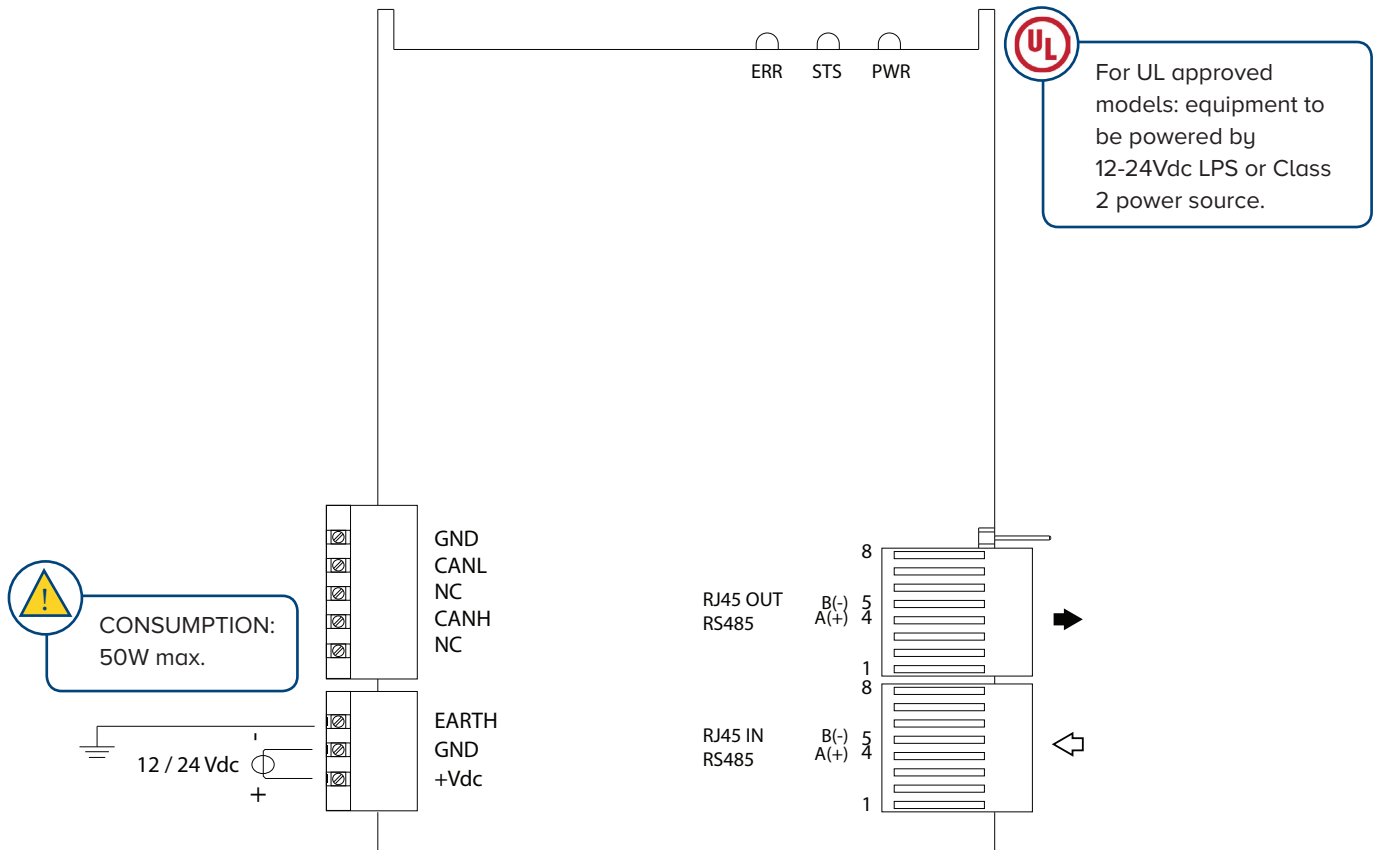 ERR STS PWR
UL
For UL approved
models: equipment to
be powered by
12-24Vdc LPS or Class
2 power source.
GND
CANL
NC
CANH
NC
!
CONSUMPTION:
50W max.
EARTH
GND
+Vdc
-
12 / 24 Vdc
+
8
RJ45 OUT B(-) 5
RS485 A(+) 4
1
8
RJ45 IN B(-) 5
RS485 A(+) 4
1